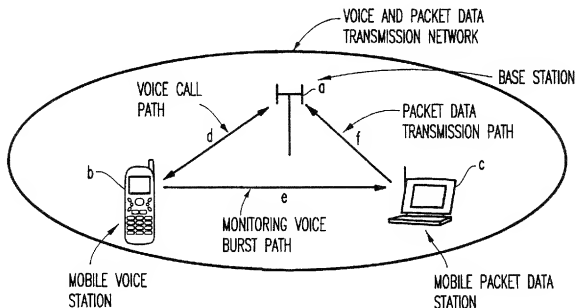 VOICE AND PACKET DATA
TRANSMISSION NETWORK
BASE STATION
a
VOICE CALL
PATH
PACKET DATA
TRANSMISSION PATH
d
f
b
c
e
MONITORING VOICE
BURST PATH
MOBILE VOICE
STATION
MOBILE PACKET DATA
STATION